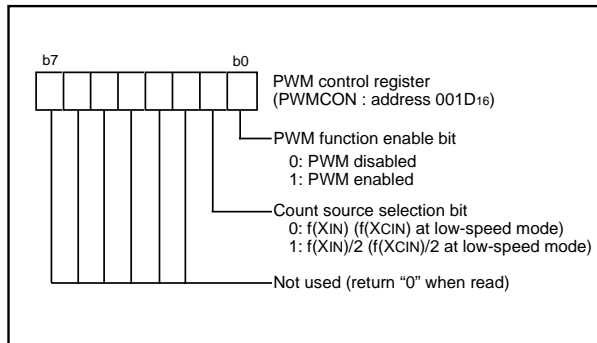 b7 b0
PWM control register
(PWMCON : address 001D16)
PWM function enable bit
0: PWM disabled
1: PWM enabled
Count source selection bit
0: f(XIN) (f(XCIN) at low-speed mode)
1: f(XIN)/2 (f(XCIN)/2 at low-speed mode)
Not used (return “0” when read)